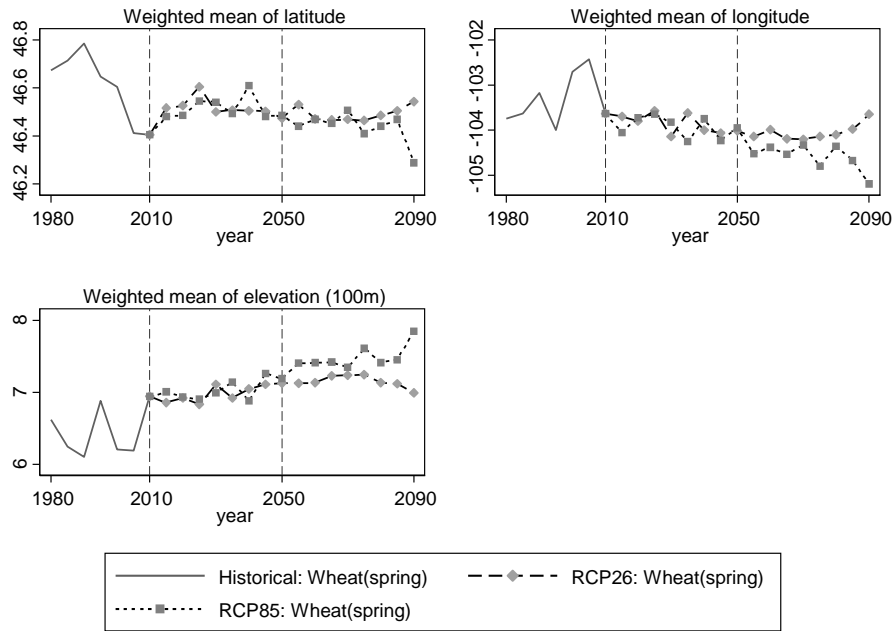 Weighted mean of latitude
46.8
46.6
46.4
46.2
1980 2010 2050 2090
year
Weighted mean of longitude
-102
-103
-104
-105
1980 2010 2050 2090
year
Weighted mean of elevation (100m)
8
7
6
1980 2010 2050 2090
year
Historical: Wheat(spring) RCP26: Wheat(spring)
RCP85: Wheat(spring)